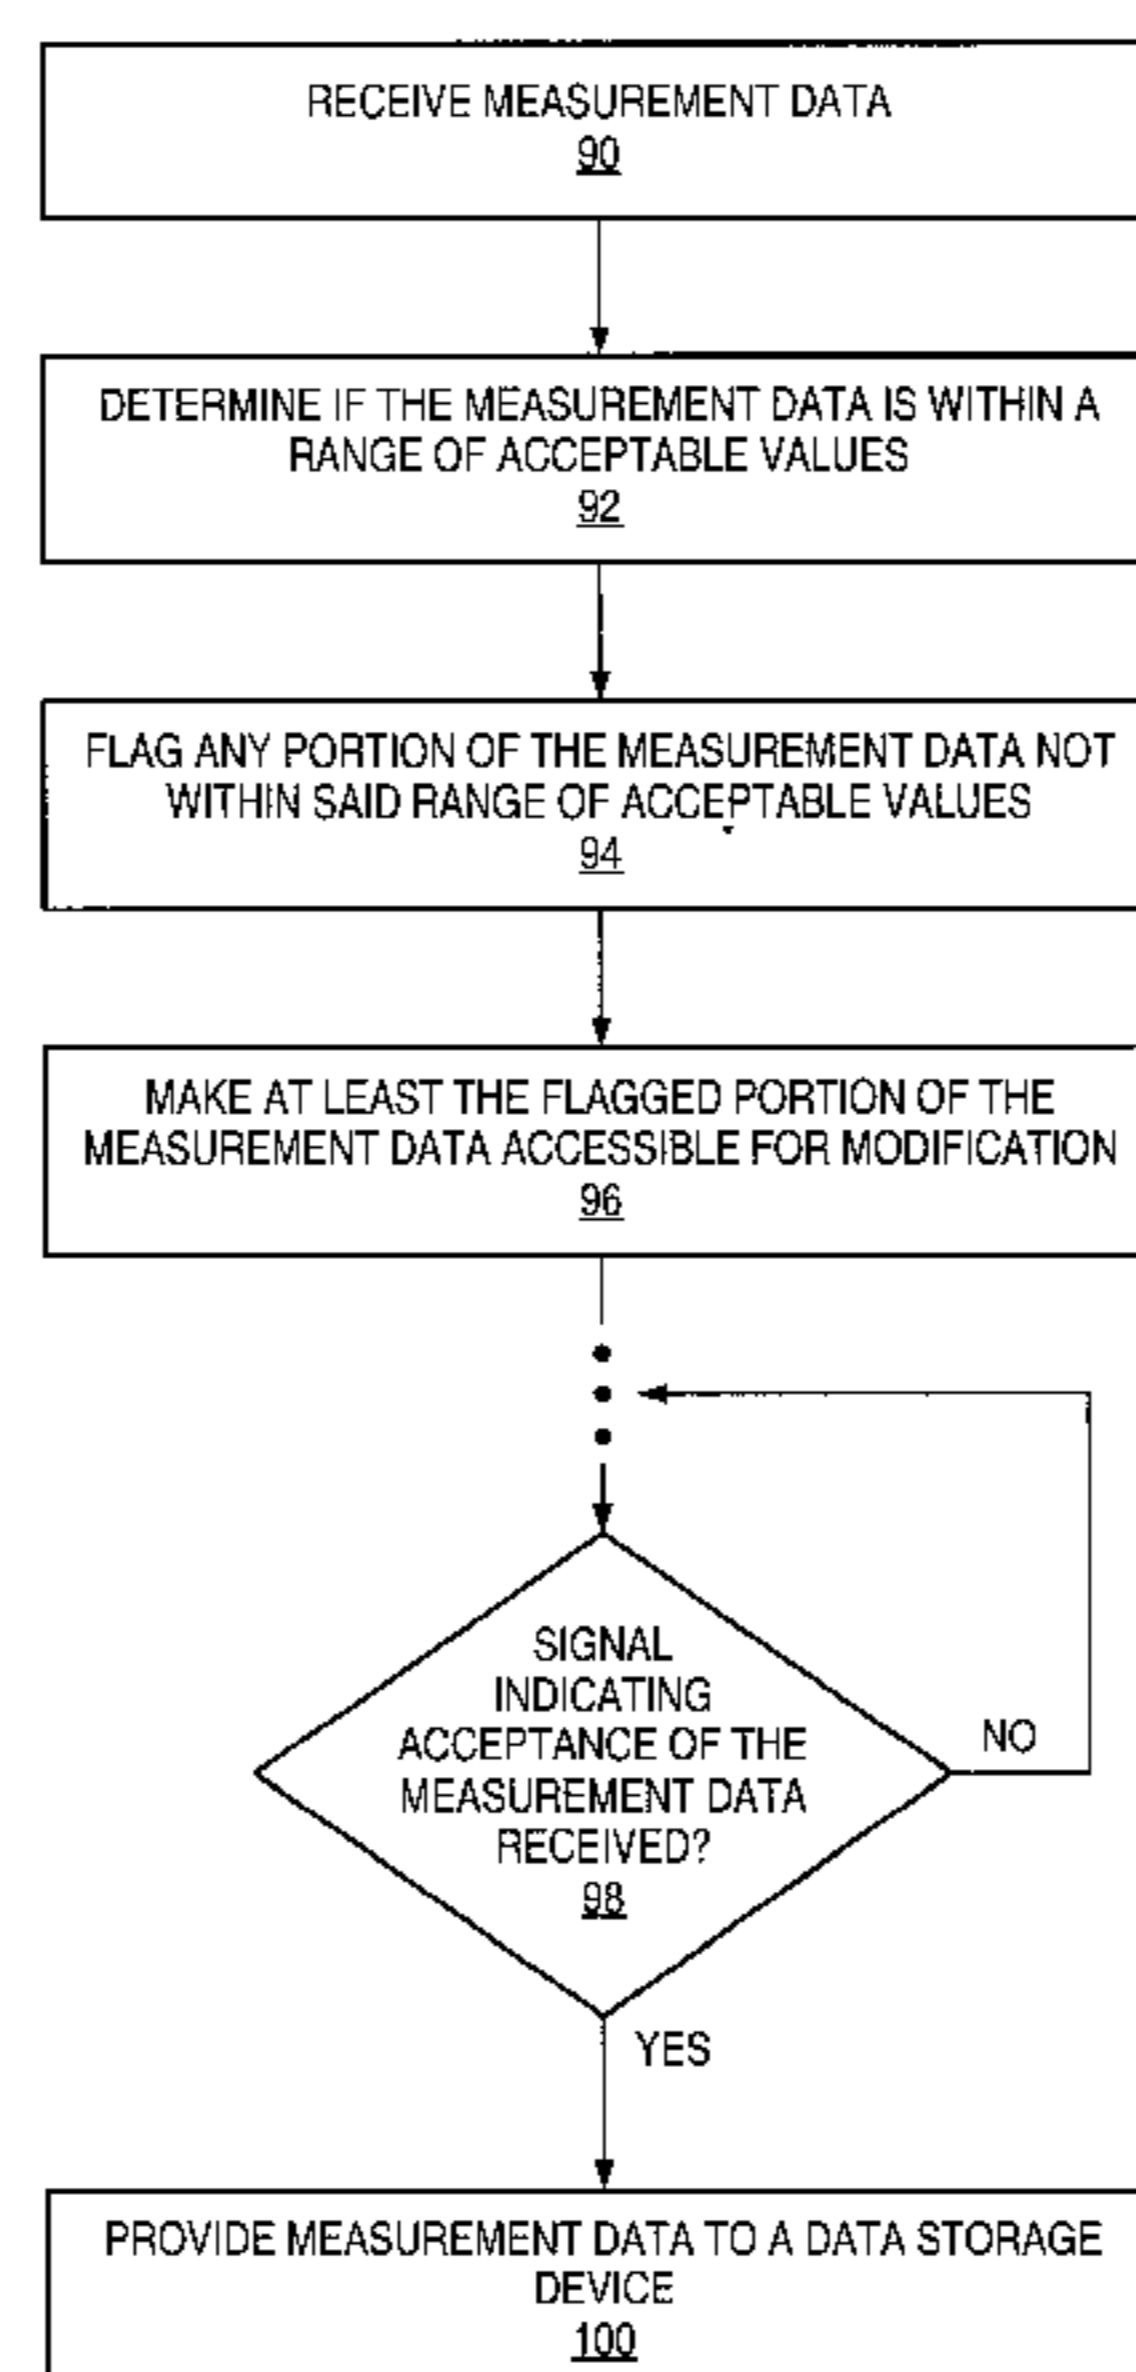 RECEIVE MEASUREMENT DATA
90
DETERMINE IF THE MEASUREMENT DATA IS WITHIN A
RANGE OF ACCEPTABLE VALUES
92
FLAG ANY PORTION OF THE MEASUREMENT DATA NOT
WITHIN SAID RANGE OF ACCEPTABLE VALUES
94
MAKE AT LEAST THE FLAGGED PORTION OF THE
MEASUREMENT DATA ACCESSIBLE FOR MODIFICATION
96
SIGNAL
INDICATING
ACCEPTANCE OF THE
MEASUREMENT DATA
RECEIVED?
98
NO
YES
PROVIDE MEASUREMENT DATA TO A DATA STORAGE
DEVICE
100